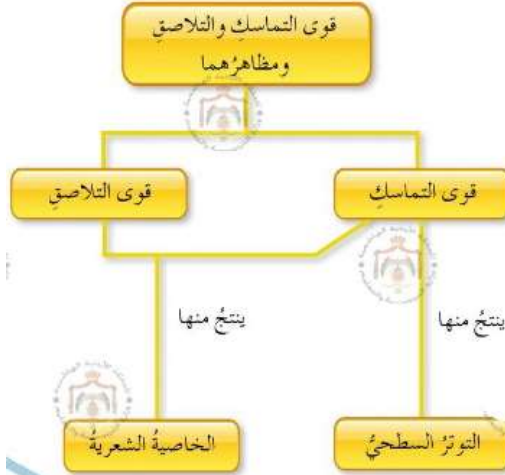 قوى التماسكِ والتلاصقِ
ومظاهرُهما
قوى التماسكِ
قوى التلاصقِ
ينتجُ منها
ينتجُ منها
التوترُ السطحيُّ
الخاصيةُ الشعريةُ